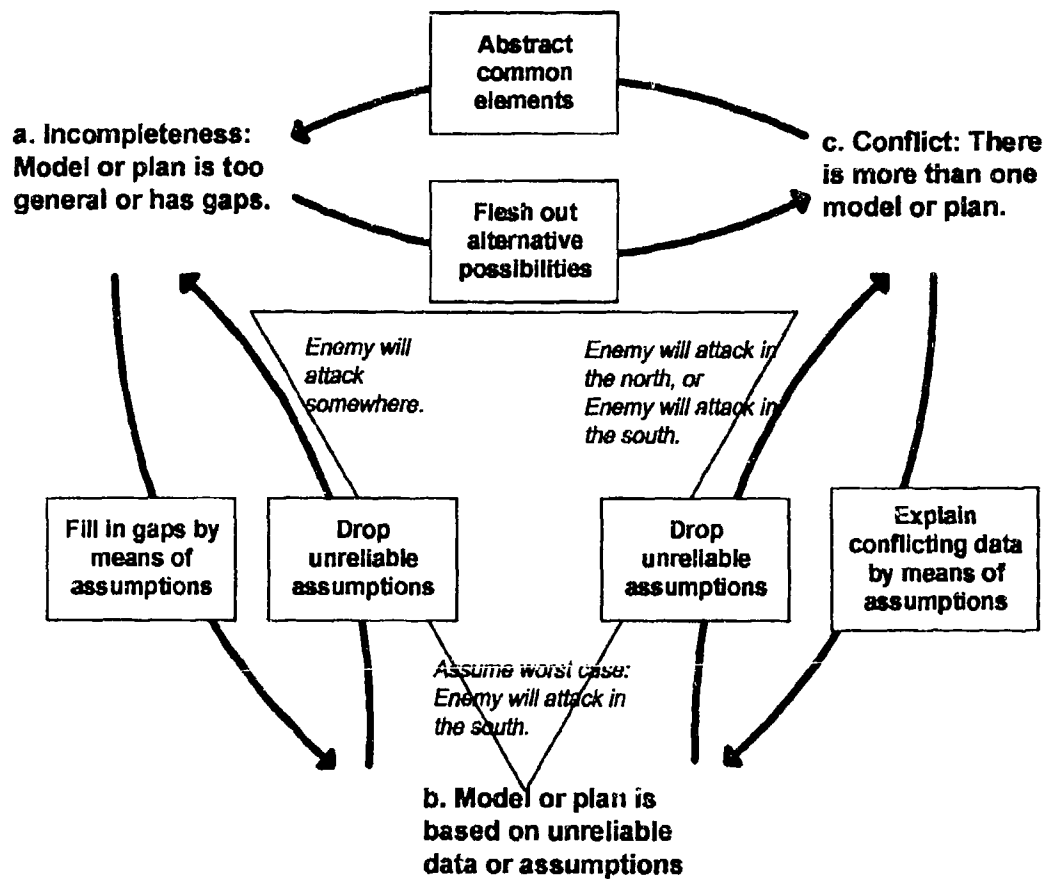 Abstract
common
elements
a. Incompleteness:
Model or plan is too
general or has gaps.
c. Conflict: There
is more than one
model or plan.
Flesh out
alternative
possibilities
Enemy will
attack
somewhere.
Enemy will attack in
the north, or
Enemy will attack in
the south.
Fill in gaps by
means of
assumptions
Drop
unreliable
assumptions
Drop
unreliable
assumptions
Explain
conflicting data
by means of
assumptions
Assume worst case:
Enemy will attack in
the south.
b. Model or plan is
based on unreliable
data or assumptions